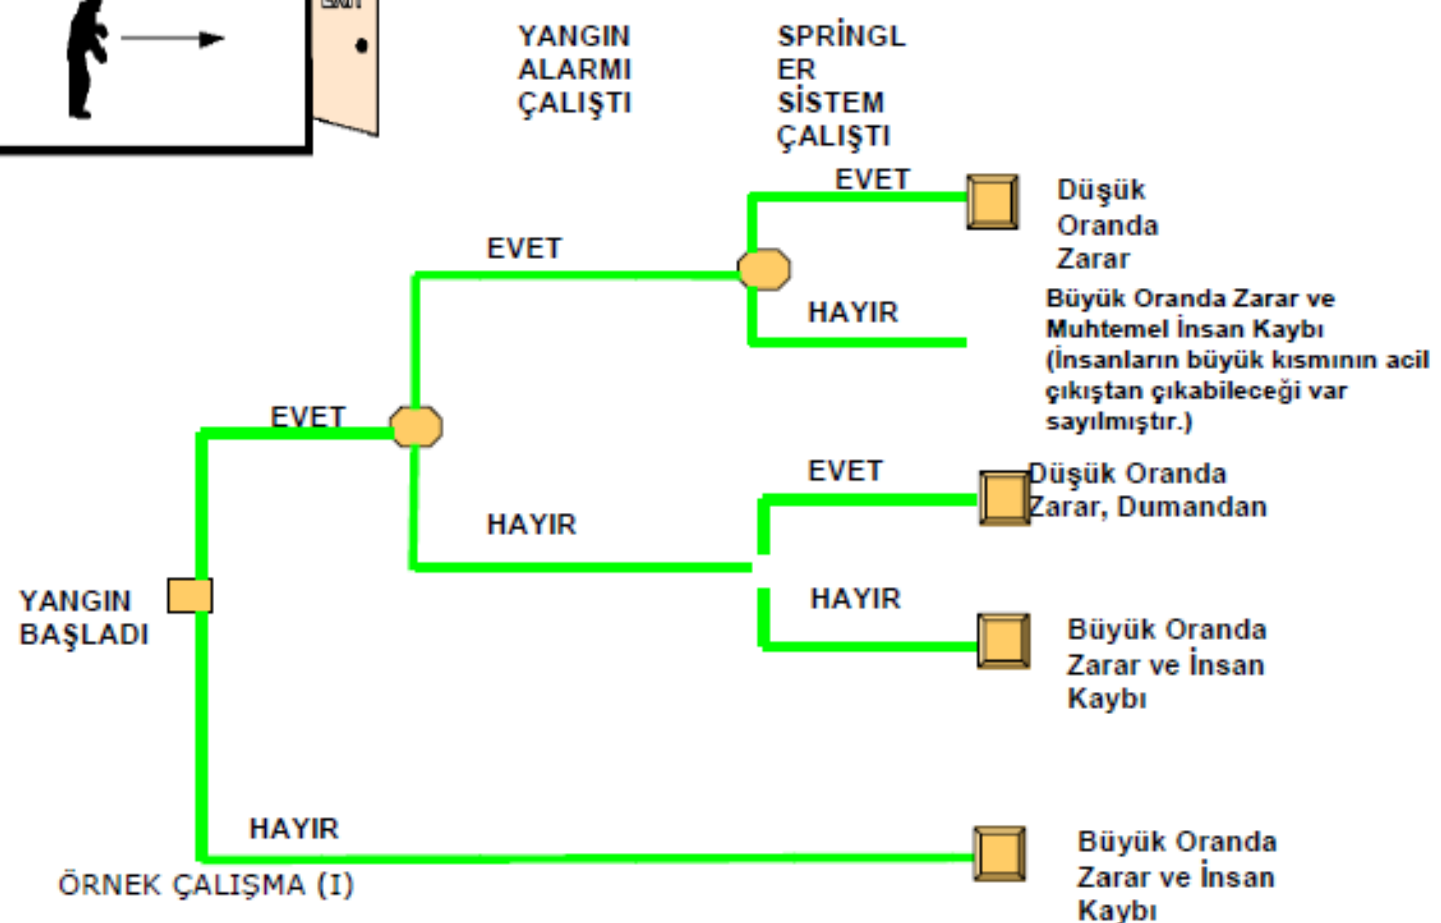 EXIT
YANGIN
ALARMI
ÇALIŞTI
SPRİNGL
ER
SİSTEM
ÇALIŞTI
EVET
Düşük
Oranda
Zarar
EVET
HAYIR
Büyük Oranda Zarar ve
Muhtemel İnsan Kaybı
(İnsanların büyük kısmının acil
çıkıştan çıkabileceği var
sayılmıştır.)
EVET
EVET
Düşük Oranda
Zarar, Dumandan
HAYIR
HAYIR
YANGIN
BAŞLADI
Büyük Oranda
Zarar ve İnsan
Kaybı
HAYIR
Büyük Oranda
Zarar ve İnsan
Kaybı
ÖRNEK ÇALIŞMA (I)